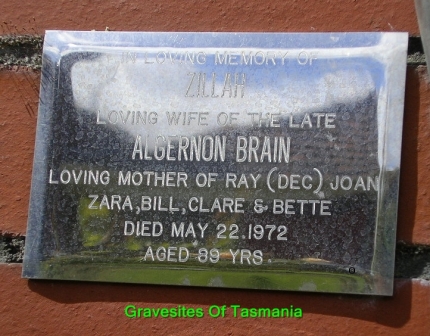 IN LOVING MEMORY OF
ZILLAH
LOVING WIFE OF THE LATE
ALGERNON BRAIN
LOVING MOTHER OF RAY (DEC) JOAN
ZARA, BILL, CLARE & BETTE
DIED MAY 22.1972
AGED 89 YRS.
Gravesites Of Tasmania